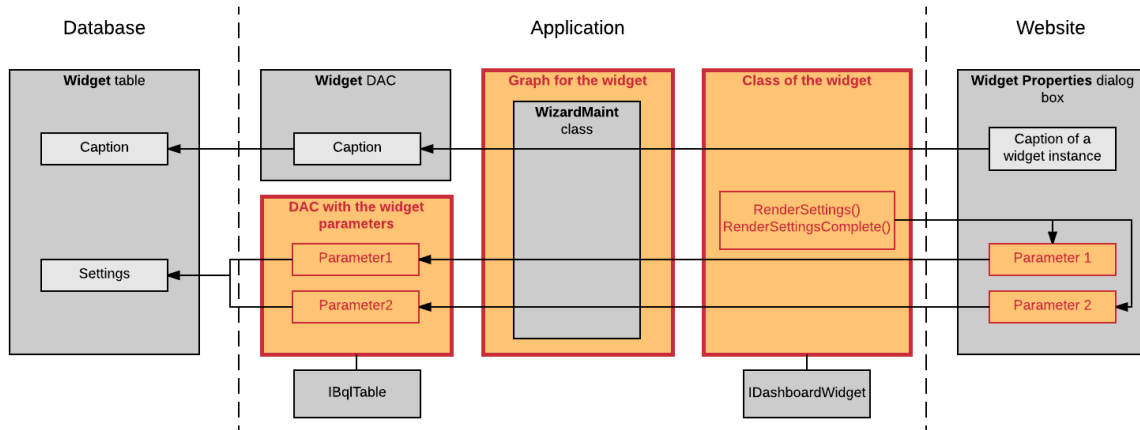 Database
Application
Website
Widget table
Caption
Settings
Widget DAC
Caption
DAC with the widget
parameters
Parameter1
Parameter2
IBqlTable
Graph for the widget
WizardMaint
class
Class of the widget
RenderSettings()
RenderSettingsComplete()
IDashboardWidget
Widget Properties dialog
box
Caption of a
widget instance
Parameter 1
Parameter 2